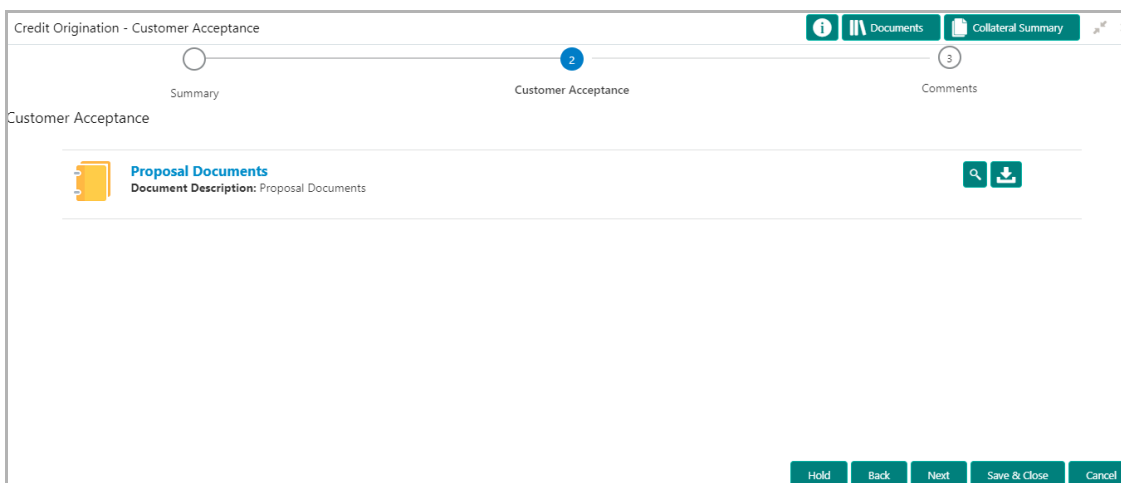 Credit Origination - Customer Acceptance
i Documents Collateral Summary
2 3
Summary Customer Acceptance Comments
Customer Acceptance
Proposal Documents
Document Description: Proposal Documents
Hold Back Next Save & Close Cancel